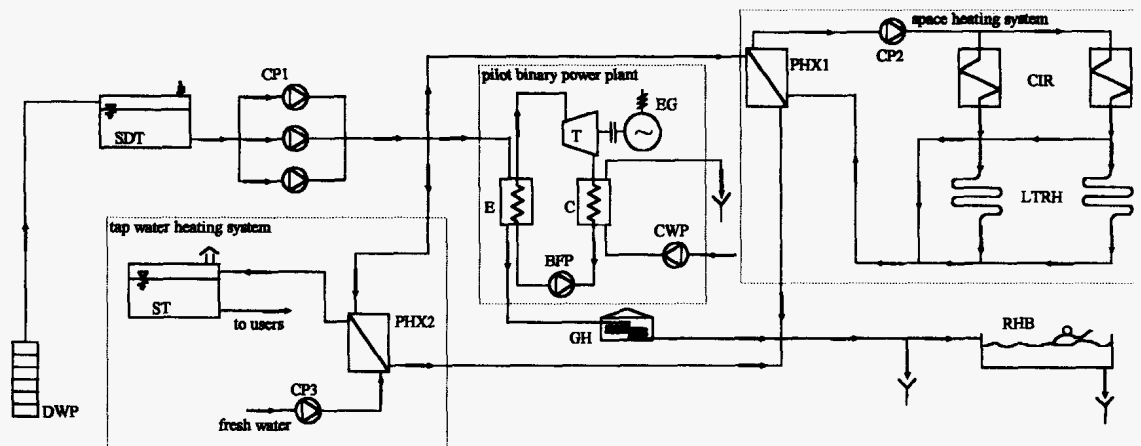 space heating system
CP1
CP2
PHX1
pilot binary power plant
CIR
EG
T
SDT
E
C
LTRH
tap water heating system
CWP
BFP
ST
to users
PHX2
GH
RHB
CP3
DWP
fresh water